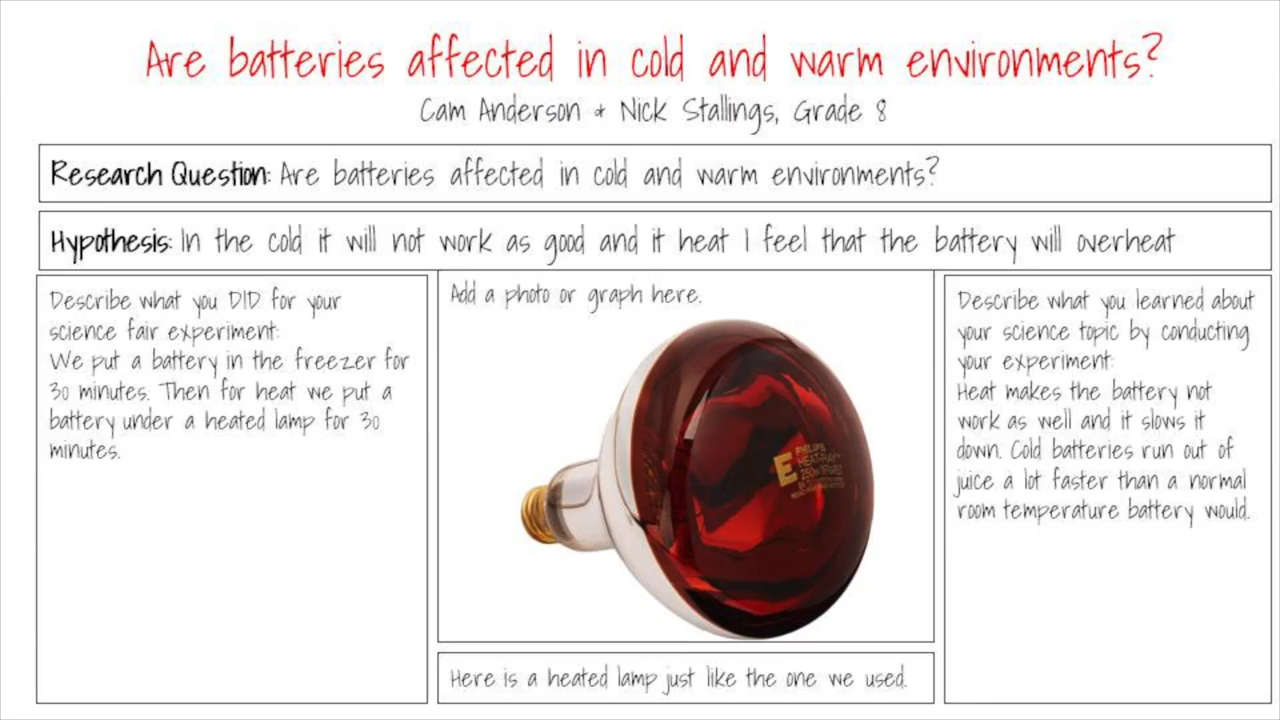 Are batteries affected in cold and warm environments?
Cam Anderson & Nick Stallings, Grade 8
Research Question: Are batteries affected in cold and warm environments?
Hypothesis: In the cold it will not work as good and it heat I feel that the battery will overheat
Describe what you DID for your
science fair experiment:
We put a battery in the freezer for
30 minutes. Then for heat we put a
battery under a heated lamp for 30
minutes.
Add a photo or graph here.
E
PHILIPS
HEAT-RAY
250W INFRARED
Here is a heated lamp just like the one we used.
Describe what you learned about
your science topic by conducting
your experiment:
Heat makes the battery not
work as well and it slows it
down. Cold batteries run out of
juice a lot faster than a normal
room temperature battery would.